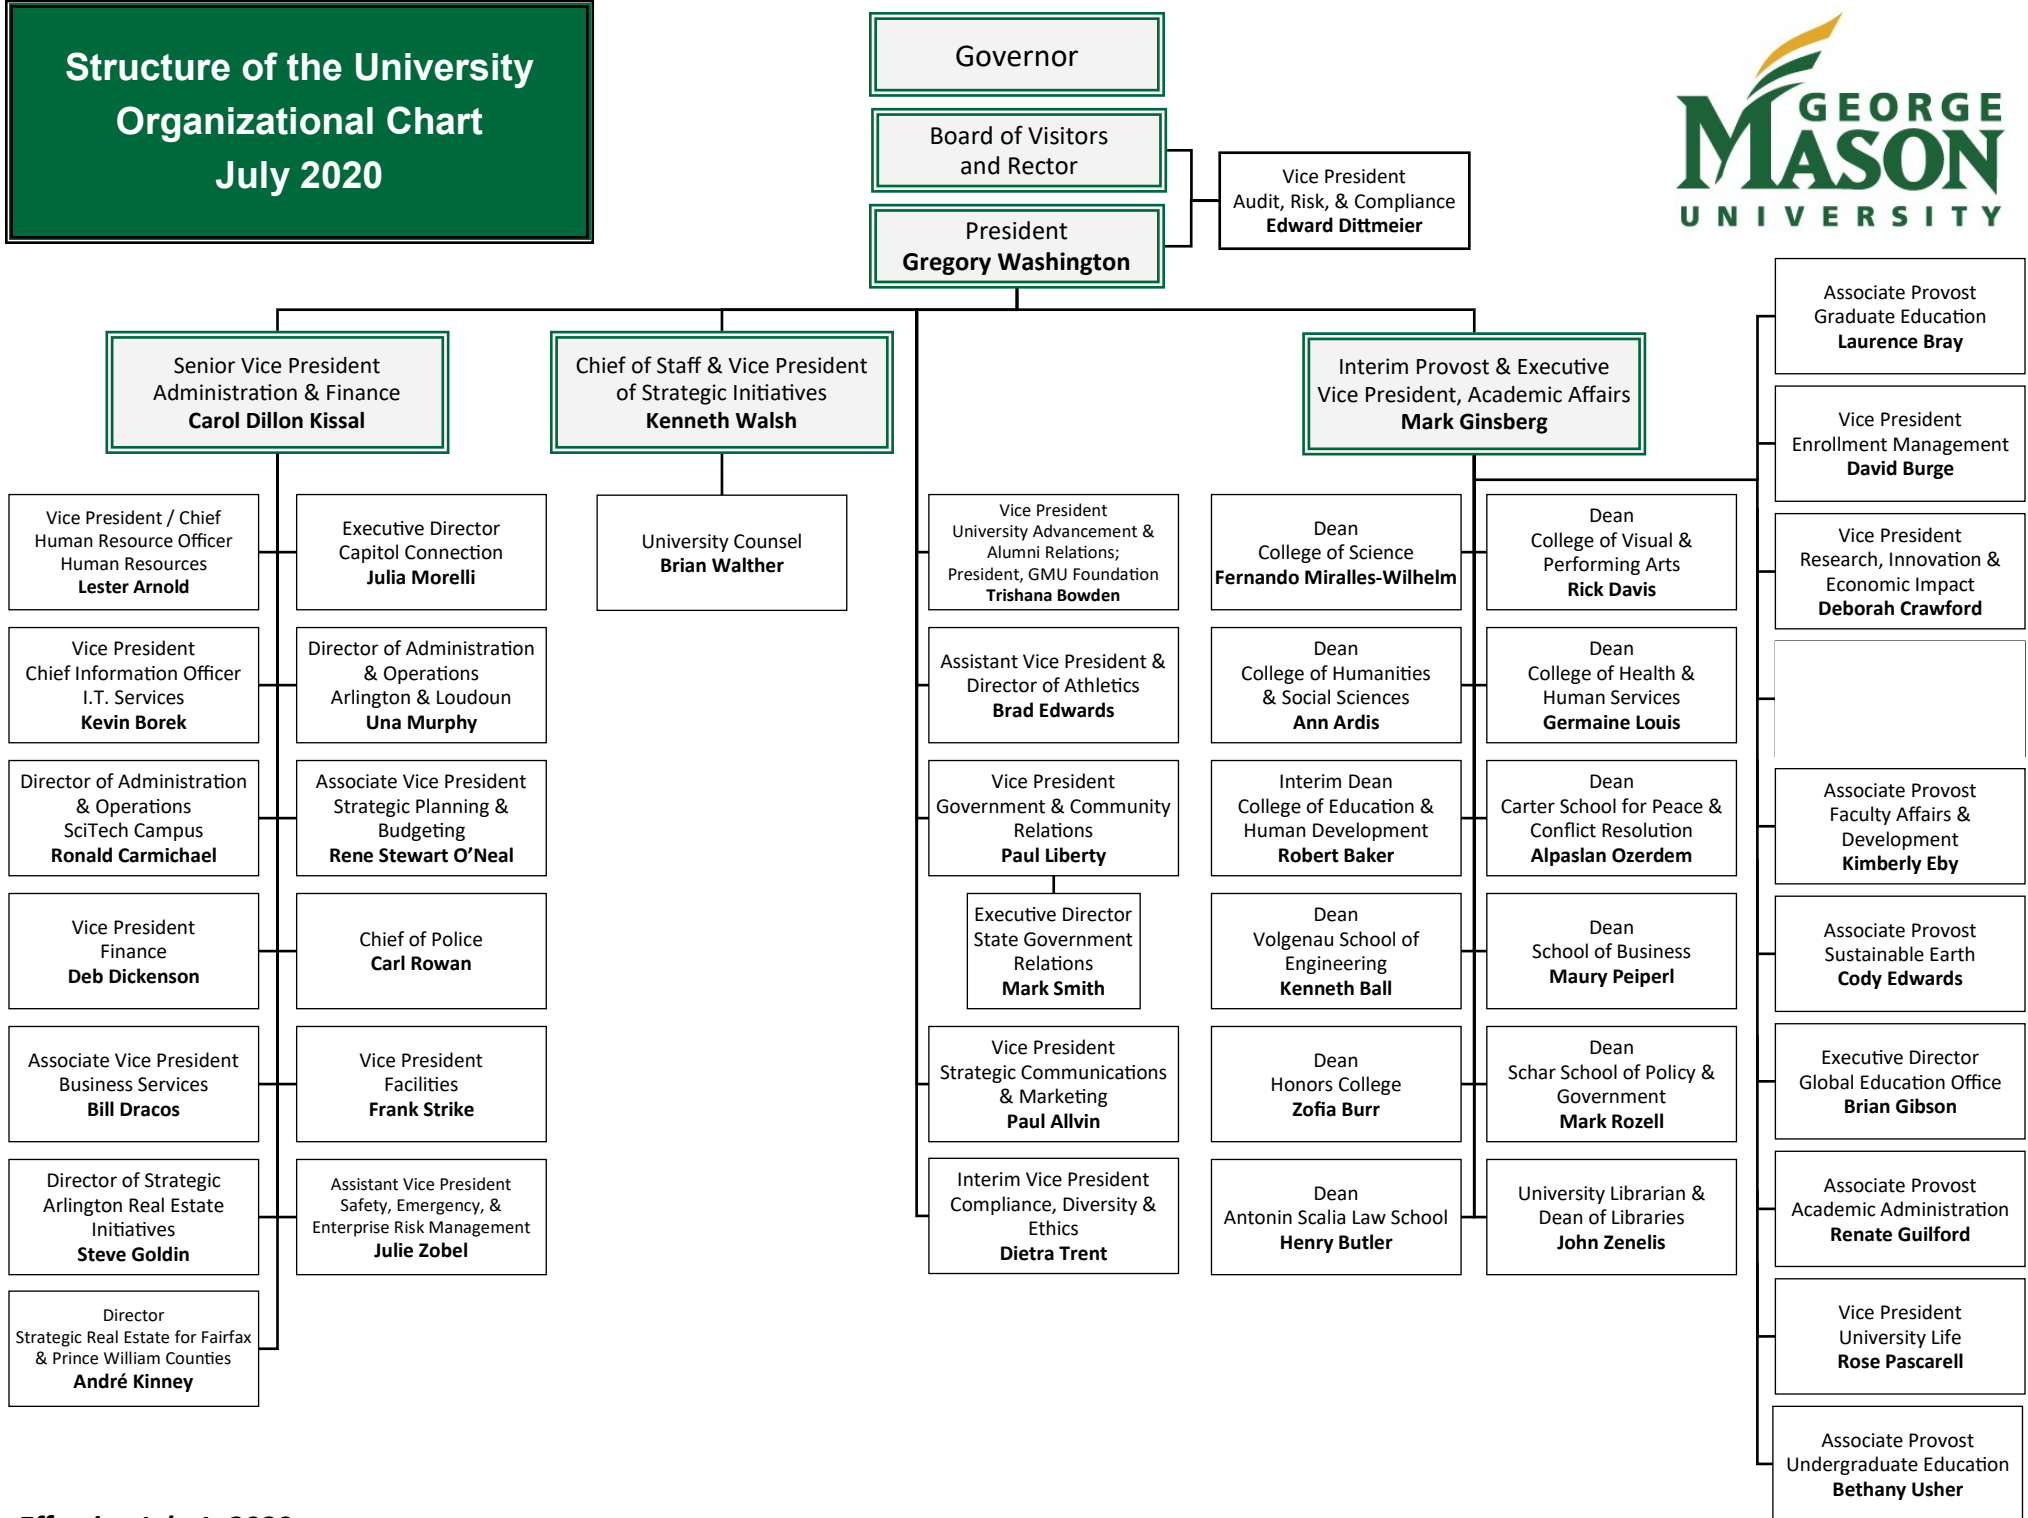 Structure of the University
Organizational Chart
July 2020
Governor
Board of Visitors
and Rector
President
Gregory Washington
Vice President
Audit, Risk, & Compliance
Edward Dittmeier
GEORGE
MASON
UNIVERSITY
Senior Vice President
Administration & Finance
Carol Dillon Kissal
Chief of Staff & Vice President
of Strategic Initiatives
Kenneth Walsh
Interim Provost & Executive
Vice President, Academic Affairs
Mark Ginsberg
Vice President / Chief
Human Resource Officer
Human Resources
Lester Arnold
Executive Director
Capitol Connection
Julia Morelli
Vice President
Chief Information Officer
I.T. Services
Kevin Borek
Director of Administration
& Operations
Arlington & Loudoun
Una Murphy
Director of Administration
& Operations
SciTech Campus
Ronald Carmichael
Associate Vice President
Strategic Planning &
Budgeting
Rene Stewart O’Neal
Vice President
Finance
Deb Dickenson
Chief of Police
Carl Rowan
Associate Vice President
Business Services
Bill Dracos
Vice President
Facilities
Frank Strike
Director of Strategic
Arlington Real Estate
Initiatives
Steve Goldin
Assistant Vice President
Safety, Emergency, &
Enterprise Risk Management
Julie Zobel
Director
Strategic Real Estate for Fairfax
& Prince William Counties
André Kinney
University Counsel
Brian Walther
Vice President
University Advancement &
Alumni Relations;
President, GMU Foundation
Trishana Bowden
Assistant Vice President &
Director of Athletics
Brad Edwards
Vice President
Government & Community
Relations
Paul Liberty
Executive Director
State Government
Relations
Mark Smith
Vice President
Strategic Communications
& Marketing
Paul Allvin
Interim Vice President
Compliance, Diversity &
Ethics
Dietra Trent
Dean
College of Science
Fernando Miralles-Wilhelm
Dean
College of Visual &
Performing Arts
Rick Davis
Dean
College of Humanities
& Social Sciences
Ann Ardis
Dean
College of Health &
Human Services
Germaine Louis
Interim Dean
College of Education &
Human Development
Robert Baker
Dean
Carter School for Peace &
Conflict Resolution
Alpaslan Ozerdem
Dean
Volgenau School of
Engineering
Kenneth Ball
Dean
School of Business
Maury Peiperl
Dean
Honors College
Zofia Burr
Dean
Schar School of Policy &
Government
Mark Rozell
Dean
Antonin Scalia Law School
Henry Butler
University Librarian &
Dean of Libraries
John Zenelis
Associate Provost
Graduate Education
Laurence Bray
Vice President
Enrollment Management
David Burge
Vice President
Research, Innovation &
Economic Impact
Deborah Crawford
Associate Provost
Faculty Affairs &
Development
Kimberly Eby
Associate Provost
Sustainable Earth
Cody Edwards
Executive Director
Global Education Office
Brian Gibson
Associate Provost
Academic Administration
Renate Guilford
Vice President
University Life
Rose Pascarell
Associate Provost
Undergraduate Education
Bethany Usher